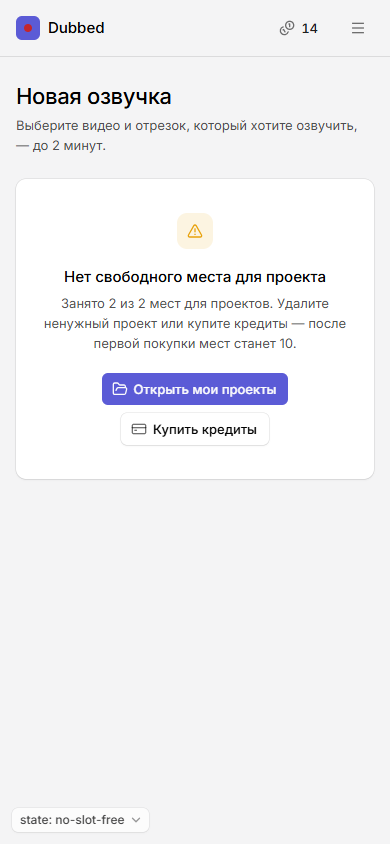 Dubbed
14
Новая озвучка
Выберите видео и отрезок, который хотите озвучить,
— до 2 минут.
Нет свободного места для проекта
Занято 2 из 2 мест для проектов. Удалите
ненужный проект или купите кредиты — после
первой покупки мест станет 10.
Открыть мои проекты
Купить кредиты
state: no-slot-free